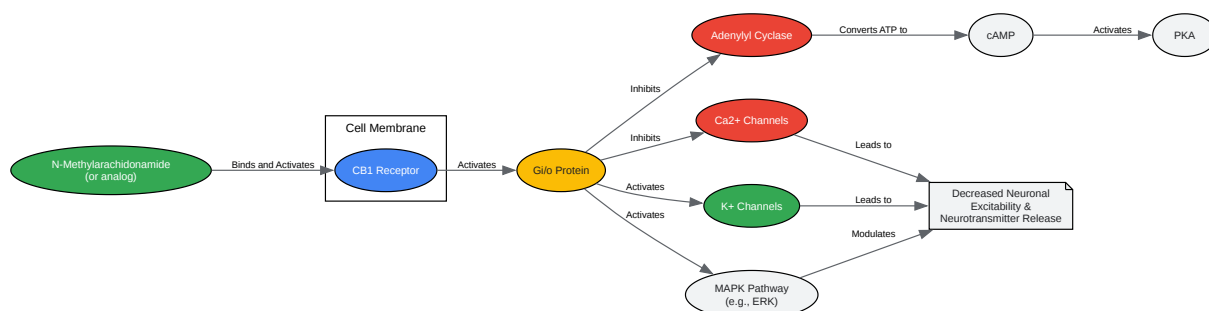 Adenylyl Cyclase
Converts ATP to
cAMP
Activates
PKA
Inhibits
Cell Membrane
Ca2+ Channels
Inhibits
Leads to
N-Methylarachidonamide
(or analog)
Binds and Activates
CB1 Receptor
Activates
Gi/o Protein
Activates
K+ Channels
Leads to
Decreased Neuronal
Excitability &
Neurotransmitter Release
Activates
Modulates
MAPK Pathway
(e.g., ERK)